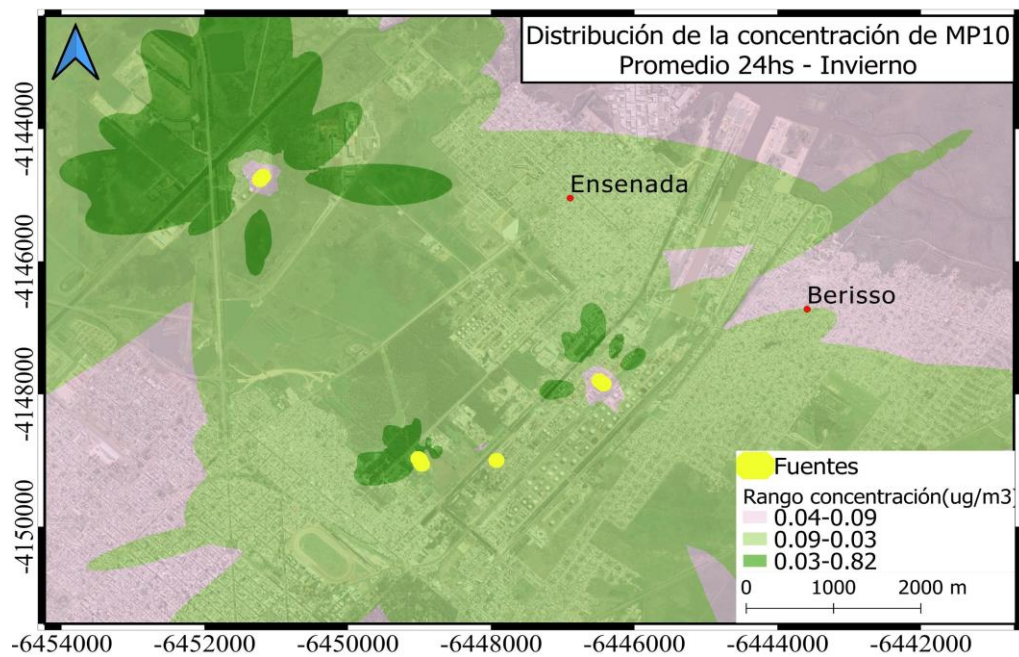 Distribución de la concentración de MP10
Promedio 24hs - Invierno
-4144000
-4146000
-4148000
-4150000
Ensenada
Berisso
Fuentes
Rango concentración(ug/m3)
0.04-0.09
0.09-0.03
0.03-0.82
0 1000 2000 m
-6454000 -6452000 -6450000 -6448000 -6446000 -6444000 -6442000